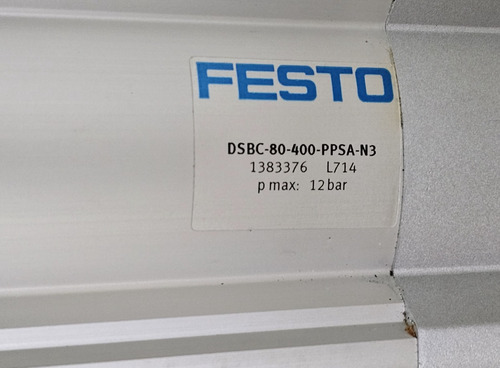 FESTO
DSBC-80-400-PPSA-N3
1383376 L714
p max: 12 bar